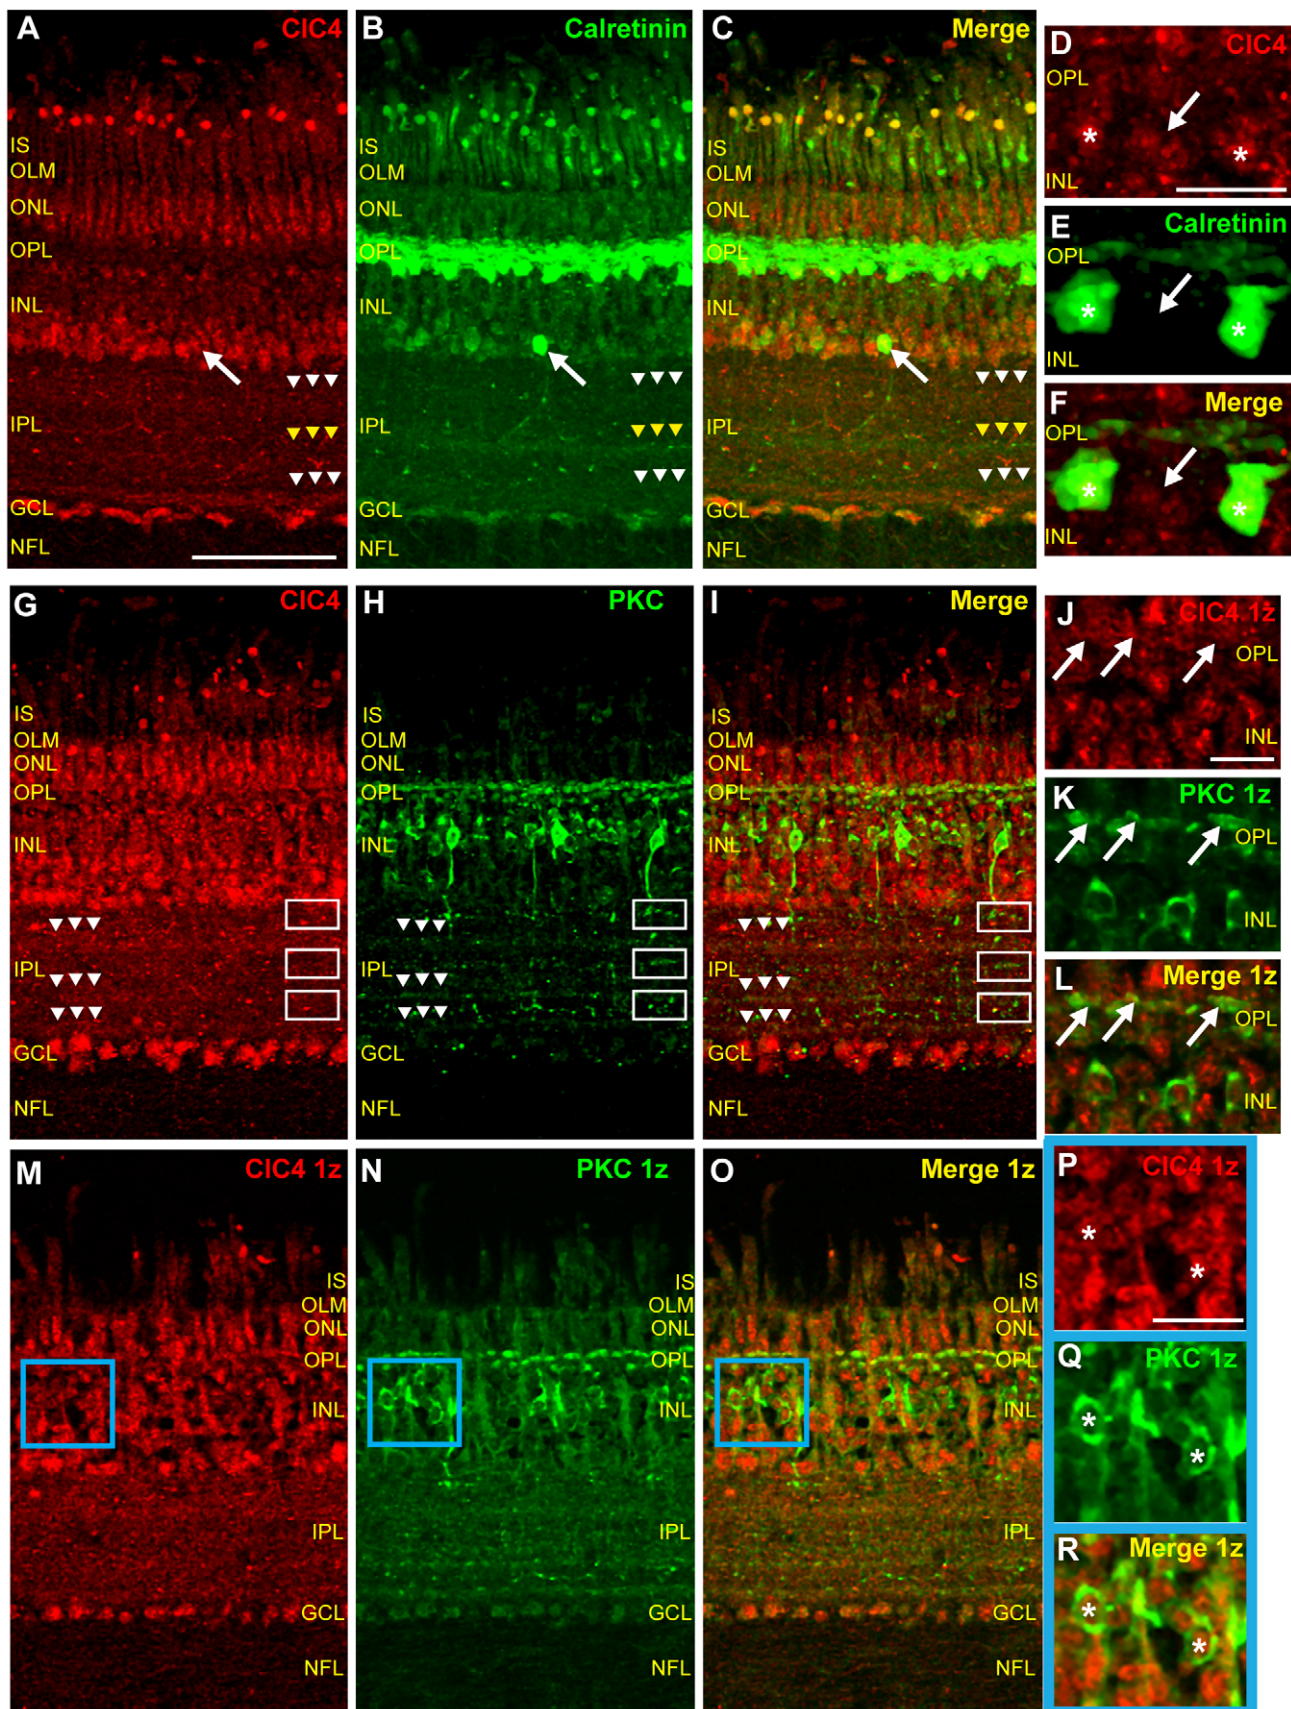 A ClC4
IS
OLM
ONL
OPL
INL
IPL
GCL
NFL
B Calretinin
IS
OLM
ONL
OPL
INL
IPL
GCL
NFL
C Merge
IS
OLM
ONL
OPL
INL
IPL
GCL
NFL
D ClC4
OPL
* *
INL
E Calretinin
OPL
* *
INL
F Merge
OPL
* *
INL
G ClC4
IS
OLM
ONL
OPL
INL
IPL
GCL
NFL
H PKC
IS
OLM
ONL
OPL
INL
IPL
GCL
NFL
I Merge
IS
OLM
ONL
OPL
INL
IPL
GCL
NFL
J ClC4 1z
OPL
INL
K PKC 1z
OPL
INL
L Merge 1z
OPL
INL
M ClC4 1z
IS
OLM
ONL
OPL
INL
IPL
GCL
NFL
N PKC 1z
IS
OLM
ONL
OPL
INL
IPL
GCL
NFL
O Merge 1z
IS
OLM
ONL
OPL
INL
IPL
GCL
NFL
P ClC4 1z
*
*
Q PKC 1z
*
*
R Merge 1z
*
*